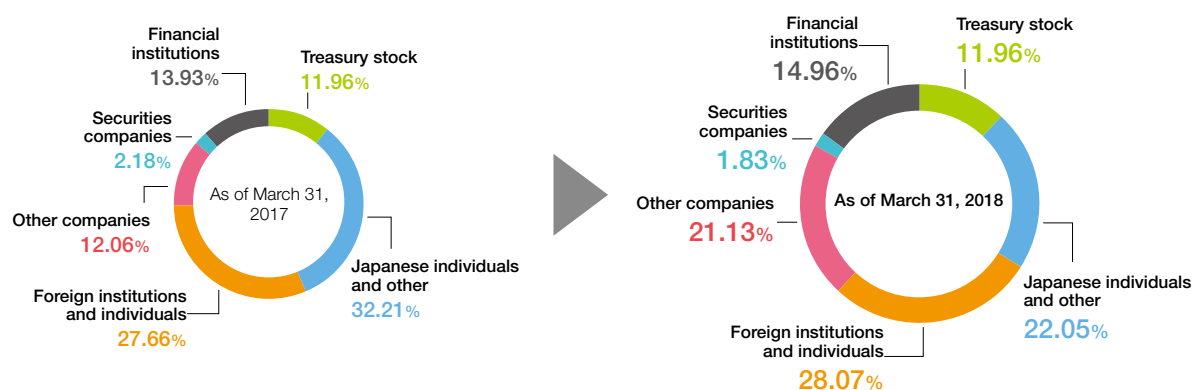 Financial
institutions
13.93%
Treasury stock
11.96%
Securities
companies
2.18%
Other companies
12.06%
As of March 31,
2017
Japanese individuals
and other
32.21%
Foreign institutions
and individuals
27.66%
Financial
institutions
14.96%
Treasury stock
11.96%
Securities
companies
1.83%
Other companies
21.13%
As of March 31, 2018
Japanese individuals
and other
22.05%
Foreign institutions
and individuals
28.07%